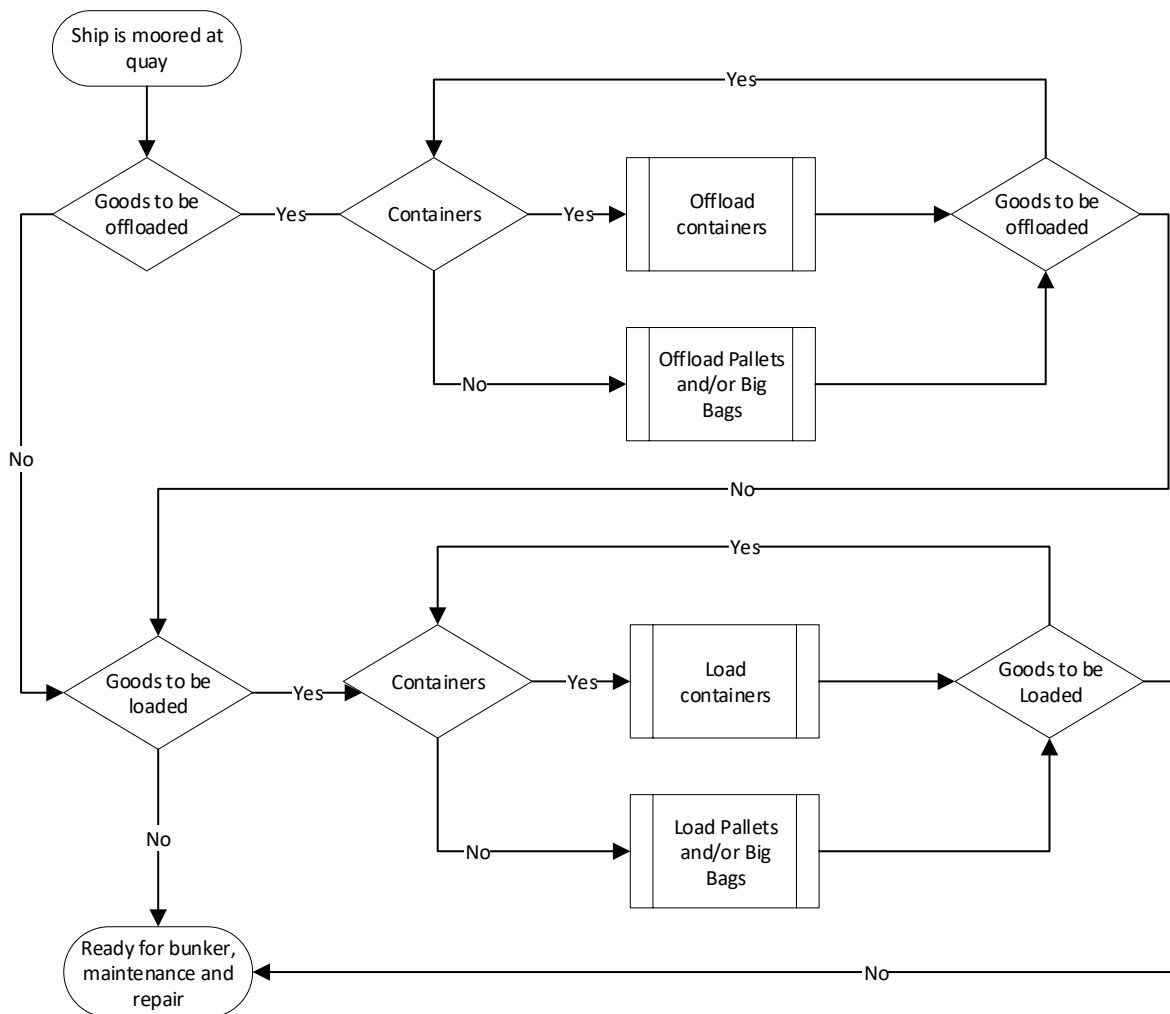 Ship is moored at
quay
Yes
Goods to be
offloaded
Yes
Containers
Yes
Offload
containers
Goods to be
offloaded
No
Offload Pallets
and/or Big
Bags
No
No
Yes
Goods to be
loaded
Yes
Containers
Yes
Load
containers
Goods to be
Loaded
No
No
Load Pallets
and/or Big
Bags
Ready for bunker,
maintenance and
repair
No